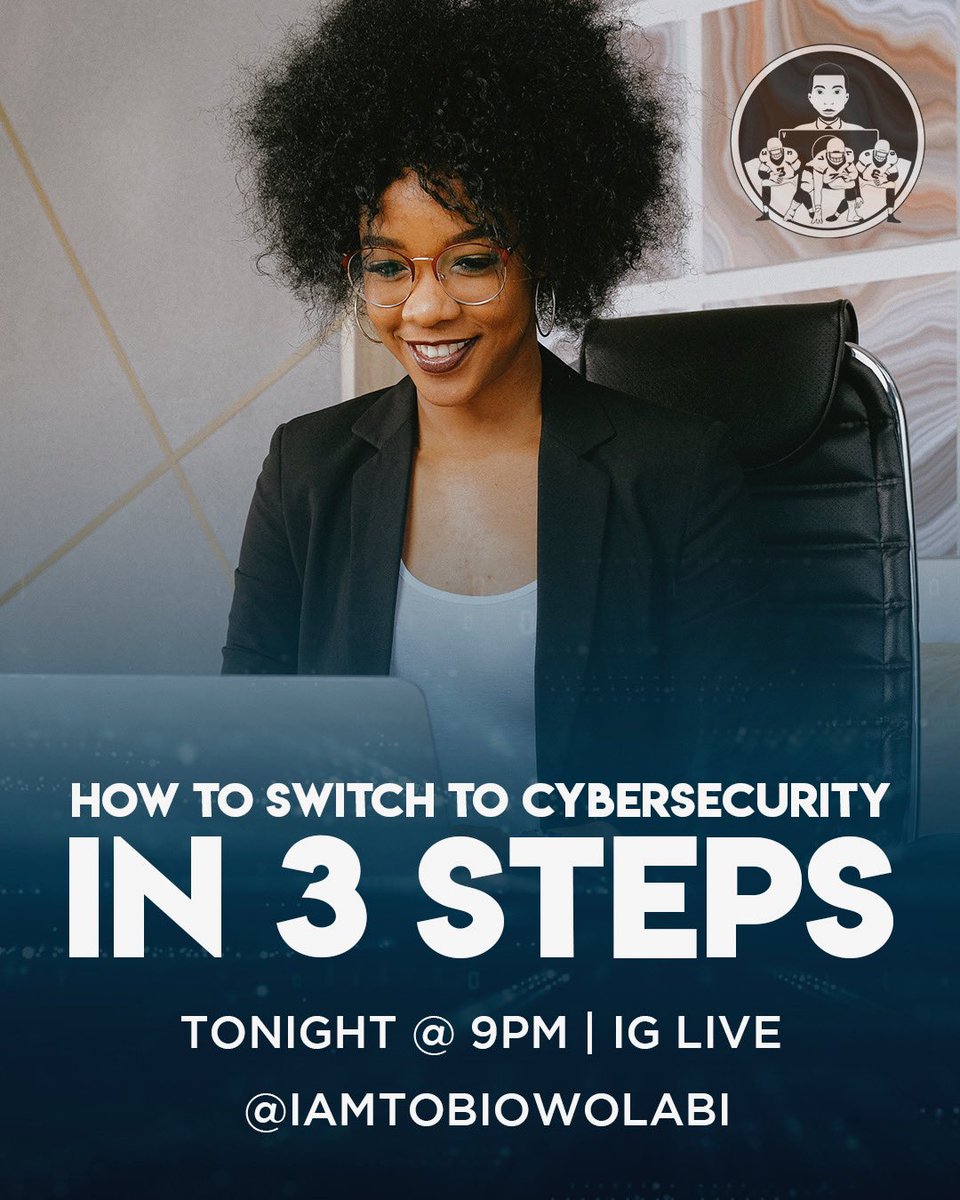 HOW TO SWITCH TO CYBERSECURITY
IN 3 STEPS
TONIGHT @ 9PM | IG LIVE
@IAMTOBIOWOLABI